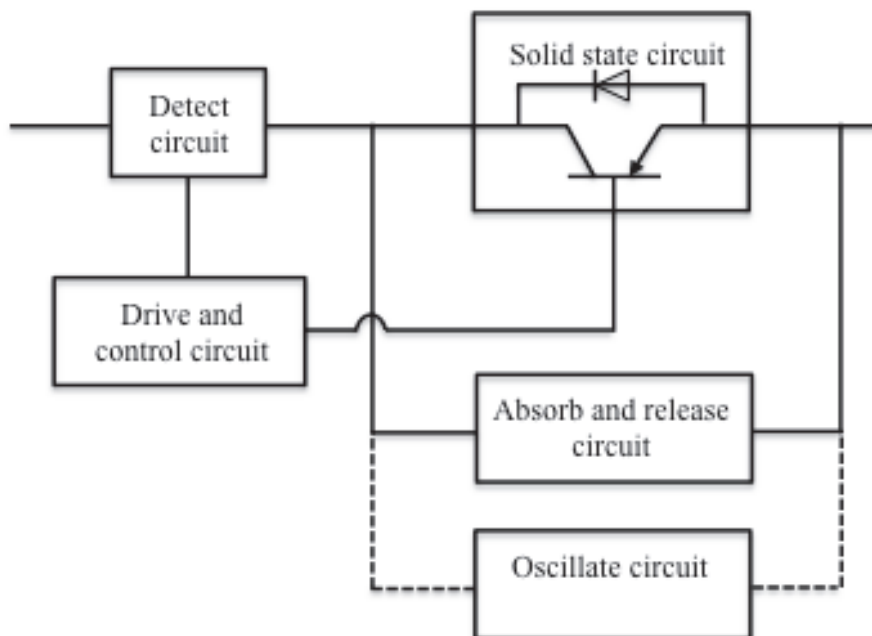 Solid state circuit
Detect
circuit
Drive and
control circuit
Absorb and release
circuit
Oscillate circuit